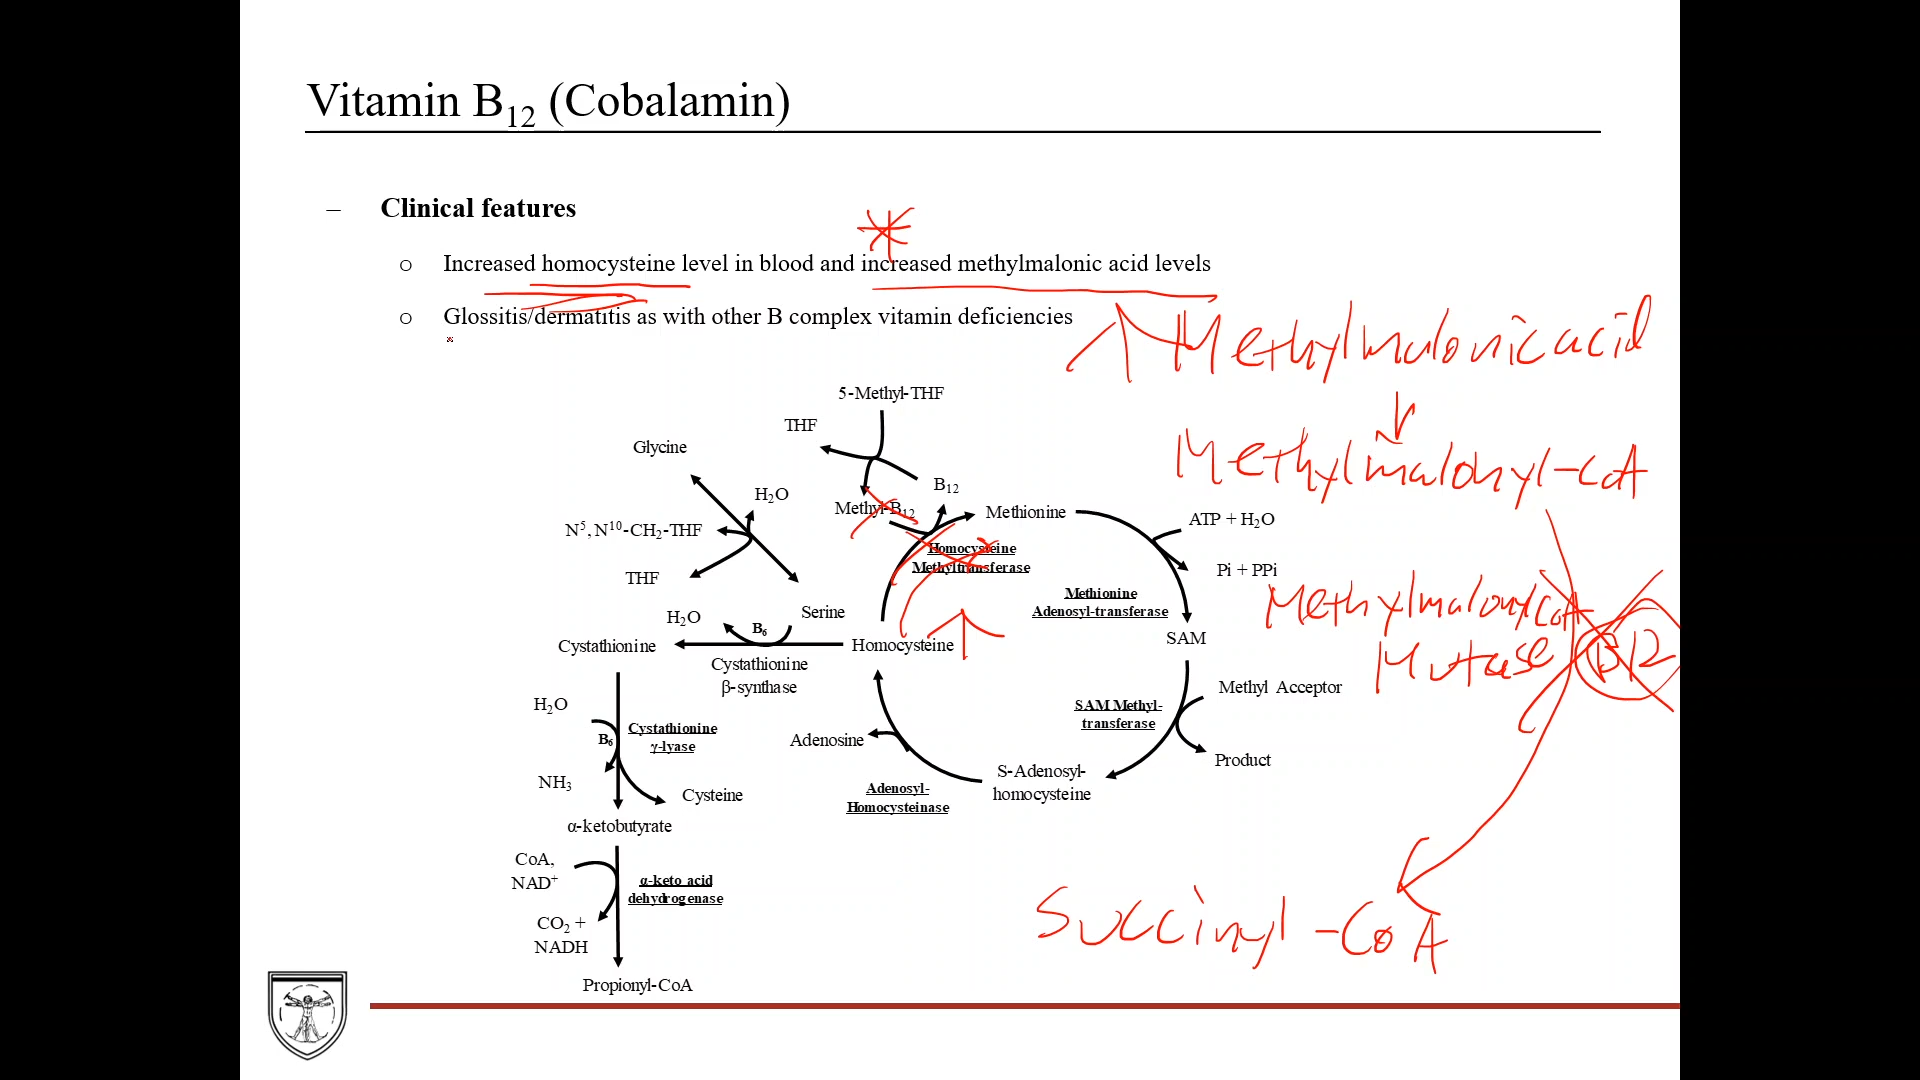 Vitamin B12 (Cobalamin)
– Clinical features
o Increased homocysteine level in blood and increased methylmalonic acid levels
o Glossitis/dermatitis as with other B complex vitamin deficiencies
↑ Methylmalonic acid
Methylmalonyl-CoA
Methylmalonyl CoA
Mutase B12
Succinyl-CoA
5-Methyl-THF
THF
Glycine
H2O
B12
Methyl-B12
Methionine
ATP + H2O
N5, N10-CH2-THF
Homocysteine
Methyltransferase
Pi + PPi
THF
Methionine
Adenosyl-transferase
Serine
H2O
B6
Cystathionine
Homocysteine
SAM
Cystathionine
β-synthase
Methyl Acceptor
H2O
SAM Methyl-
transferase
Cystathionine
γ-lyase
B6
Adenosine
Product
S-Adenosyl-
homocysteine
NH3
Cysteine
Adenosyl-
Homocysteinase
α-ketobutyrate
CoA,
NAD+
α-keto acid
dehydrogenase
CO2 +
NADH
Propionyl-CoA